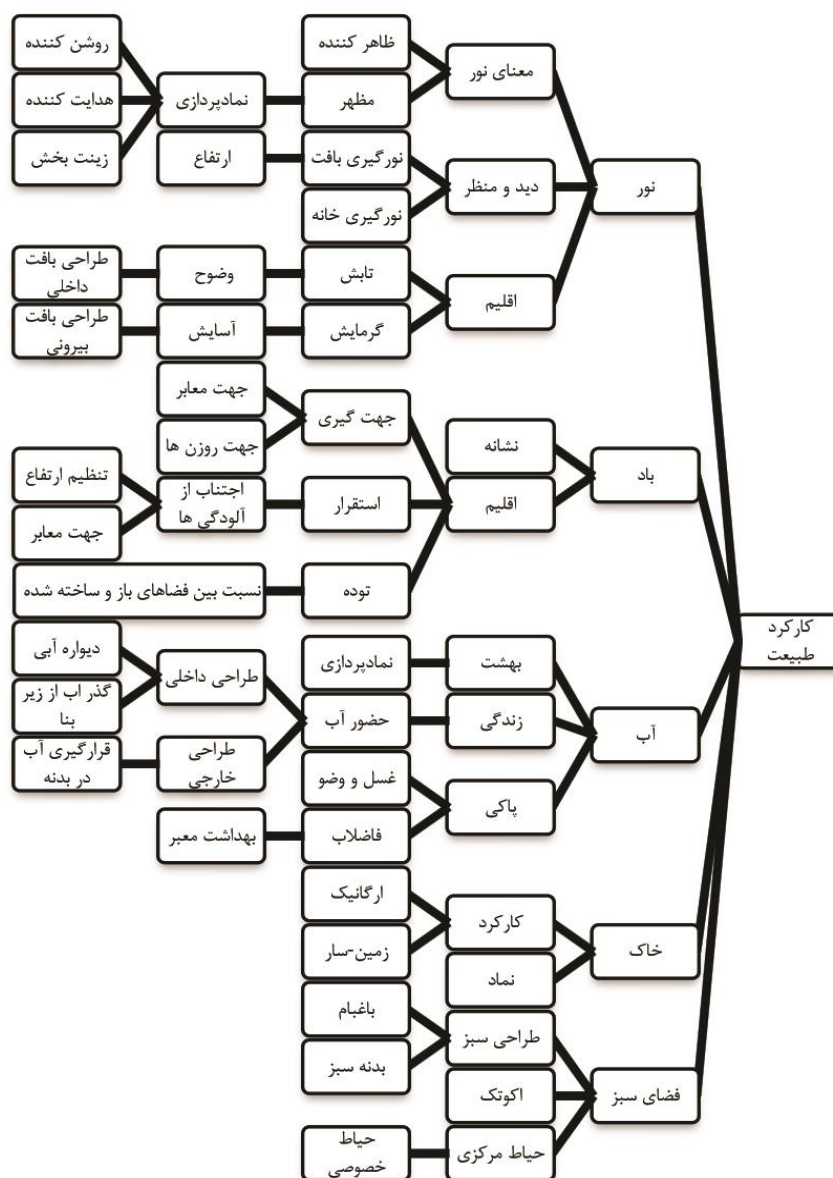 کارکرد
طبیعت
نور
معنای نور
ظاهر کننده
مظهر
نمادپردازی
روشن کننده
هدایت کننده
زینت بخش
دید و منظر
نورگیری بافت
ارتفاع
نورگیری خانه
اقلیم
تابش
وضوح
طراحی بافت
داخلی
گرمایش
آسایش
طراحی بافت
بیرونی
باد
نشانه
اقلیم
جهت گیری
جهت معابر
جهت روزن ها
استقرار
اجتناب از
آلودگی ها
تنظیم ارتفاع
جهت معابر
توده
نسبت بین فضاهای باز و ساخته شده
آب
بهشت
نمادپردازی
زندگی
حضور آب
طراحی داخلی
دیواره آبی
گذر اب از زیر
بنا
طراحی
خارجی
قرارگیری آب
در بدنه
پاکی
غسل و وضو
فاضلاب
بهداشت معبر
خاک
کارکرد
ارگانیک
زمین-سار
نماد
فضای سبز
طراحی سبز
باغبام
بدنه سبز
اکوتک
حیاط مرکزی
حیاط
خصوصی